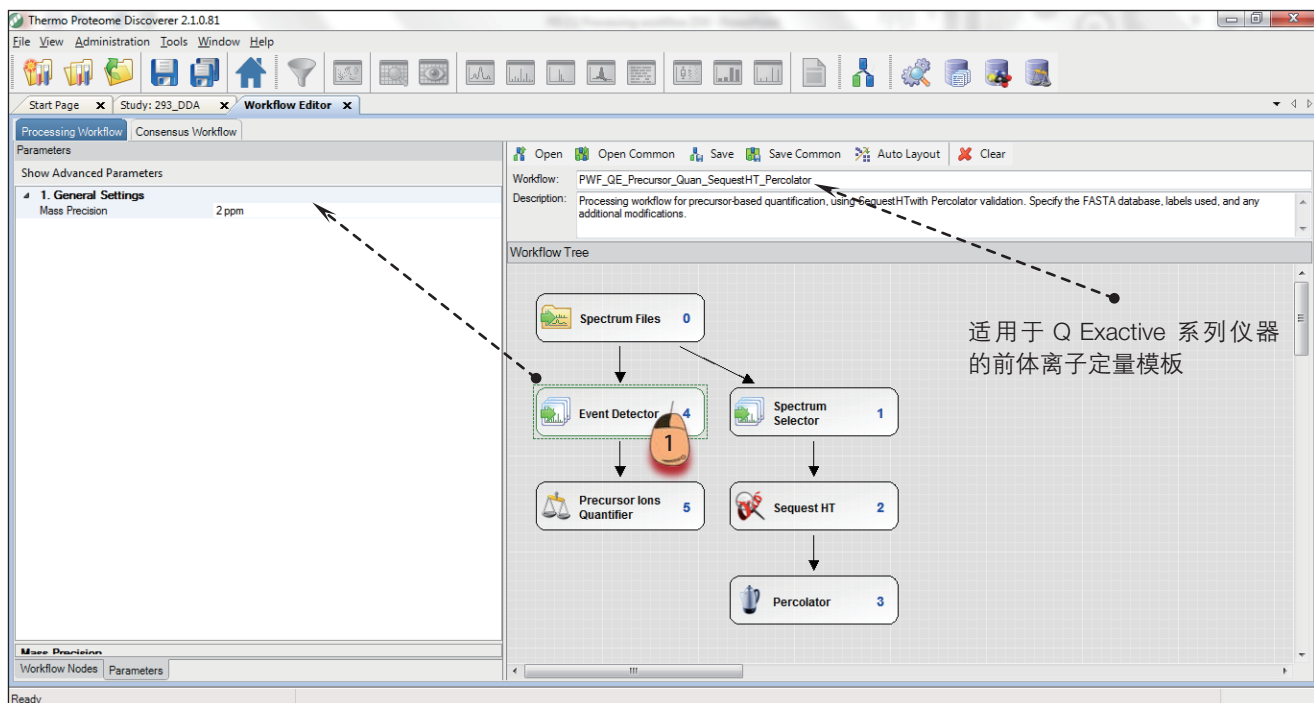 Thermo Proteome Discoverer 2.1.0.81
File View Administration Tools Window Help
Start Page Study: 293_DDA Workflow Editor
Processing Workflow Consensus Workflow
Parameters
Show Advanced Parameters
1. General Settings
Mass Precision 2 ppm
Mass Precision
Workflow Nodes Parameters
Ready
Open Open Common Save Save Common Auto Layout Clear
Workflow: PWF_QE_Precursor_Quan_SequestHT_Percolator
Description: Processing workflow for precursor-based quantification, using SequestHTwith Percolator validation. Specify the FASTA database, labels used, and any
additional modifications.
Workflow Tree
Spectrum Files 0
Event Detector 4
1
Spectrum
Selector 1
Precursor Ions
Quantifier 5
Sequest HT 2
Percolator 3
适用于 Q Exactive 系列仪器
的前体离子定量模板